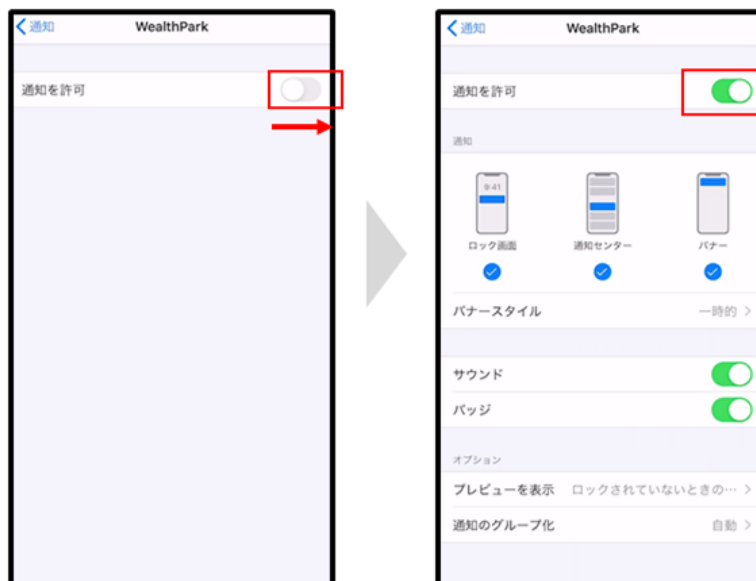 通知
WealthPark
通知を許可
通知
WealthPark
通知を許可
通知
9:41
ロック画面
通知センター
バナー
バナースタイル
一時的
サウンド
バッジ
オプション
プレビューを表示 ロックされていないときの…
通知のグループ化
自動